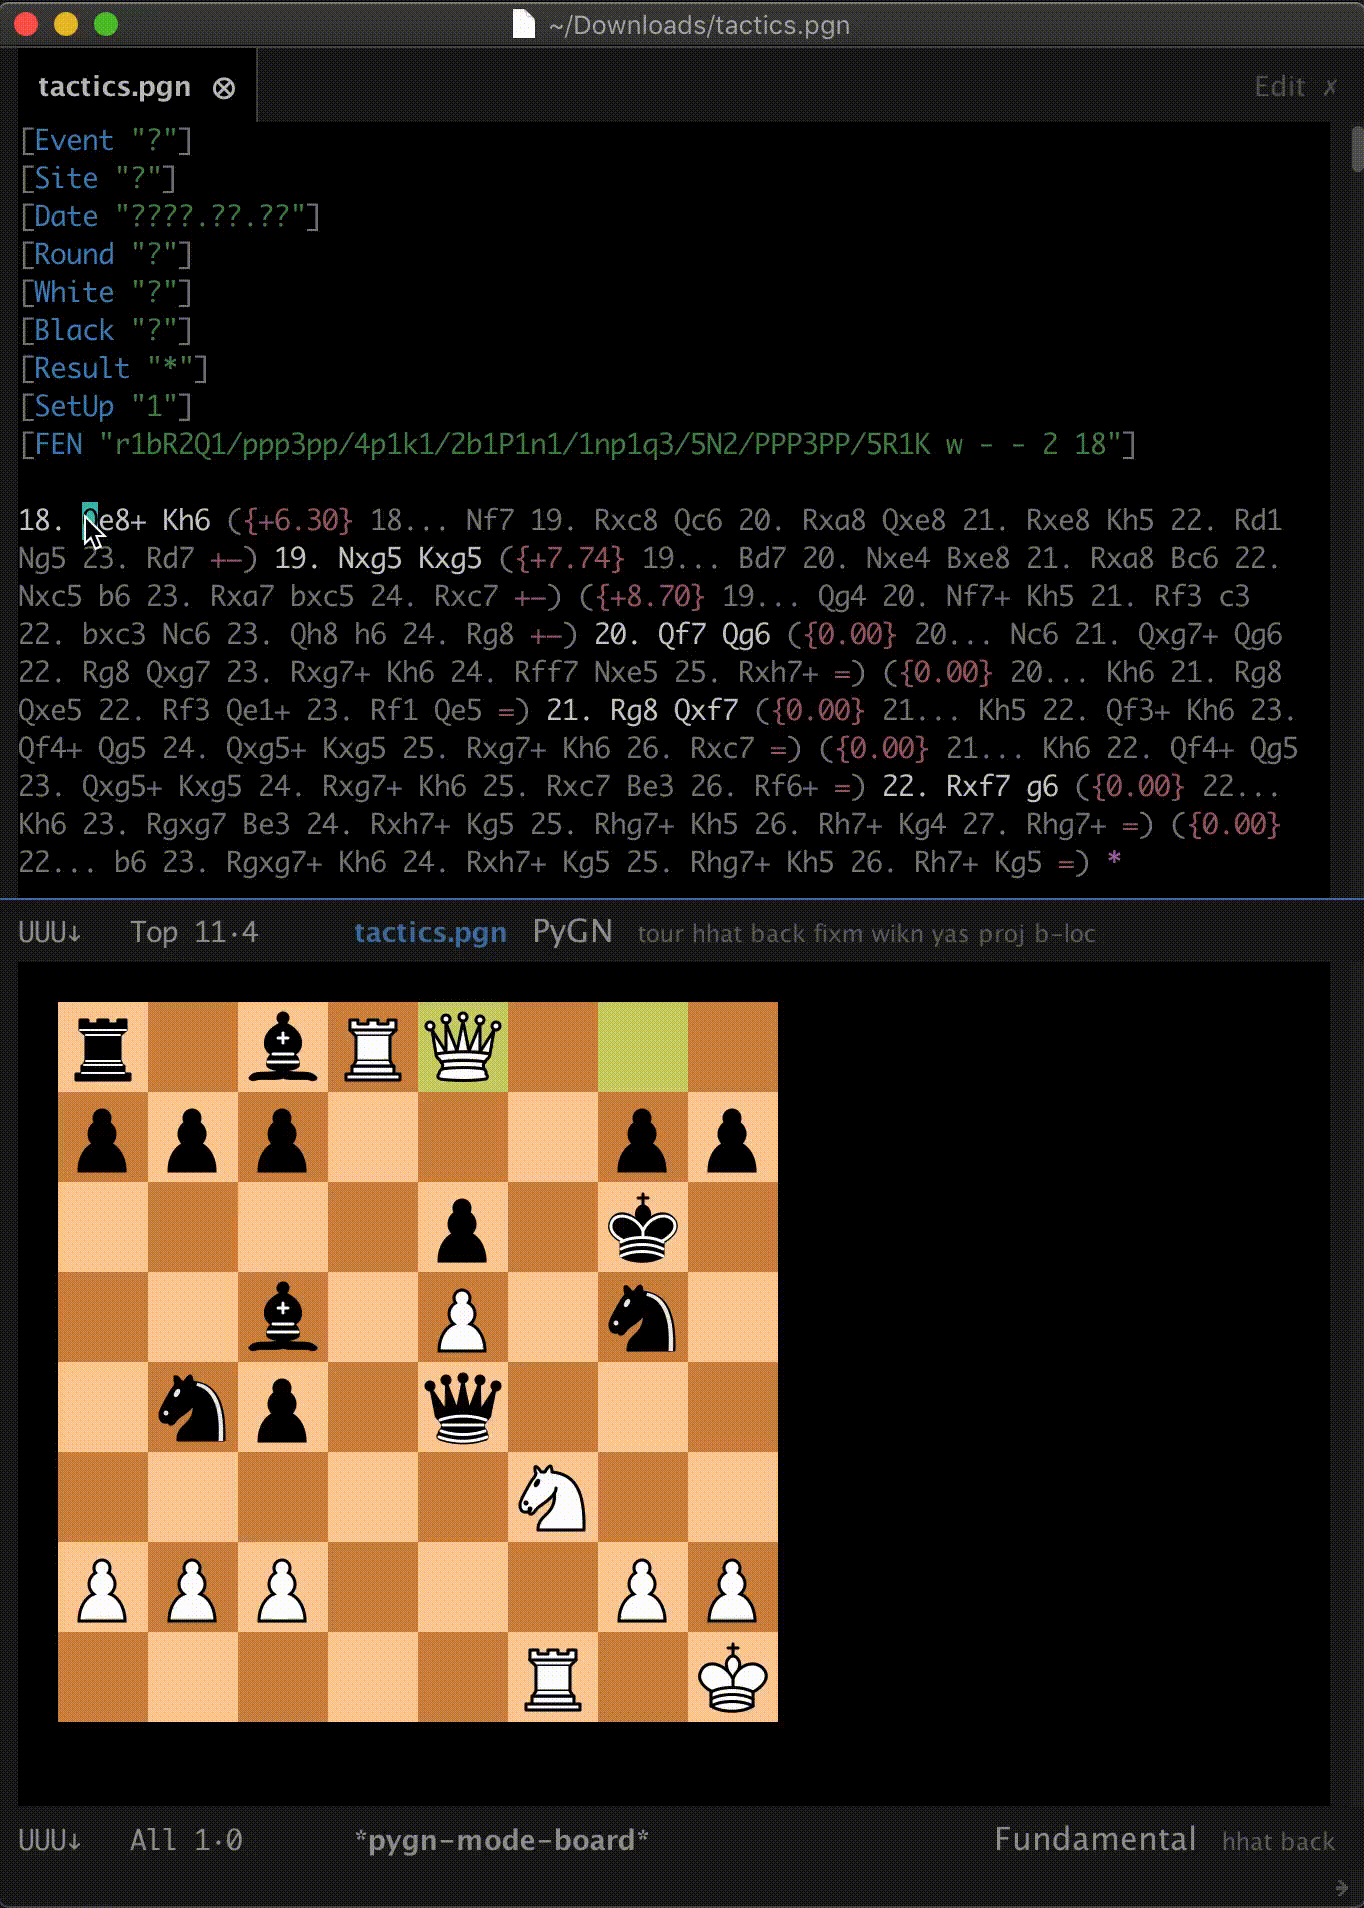 ~/Downloads/tactics.pgn
tactics.pgn ⊗ Edit ✗
[Event "?"]
[Site "?"]
[Date "????.??.??"]
[Round "?"]
[White "?"]
[Black "?"]
[Result "*"]
[SetUp "1"]
[FEN "r1bR2Q1/ppp3pp/4p1k1/2b1P1n1/1np1q3/5N2/PPP3PP/5R1K w - - 2 18"]
18. Qe8+ Kh6 ({+6.30} 18... Nf7 19. Rxc8 Qc6 20. Rxa8 Qxe8 21. Rxe8 Kh5 22. Rd1
Ng5 23. Rd7 +-) 19. Nxg5 Kxg5 ({+7.74} 19... Bd7 20. Nxe4 Bxe8 21. Rxa8 Bc6 22.
Nxc5 b6 23. Rxa7 bxc5 24. Rxc7 +-) ({+8.70} 19... Qg4 20. Nf7+ Kh5 21. Rf3 c3
22. bxc3 Nc6 23. Qh8 h6 24. Rg8 +-) 20. Qf7 Qg6 ({0.00} 20... Nc6 21. Qxg7+ Qg6
22. Rg8 Qxg7 23. Rxg7+ Kh6 24. Rff7 Nxe5 25. Rxh7+ =) ({0.00} 20... Kh6 21. Rg8
Qxe5 22. Rf3 Qe1+ 23. Rf1 Qe5 =) 21. Rg8 Qxf7 ({0.00} 21... Kh5 22. Qf3+ Kh6 23.
Qf4+ Qg5 24. Qxg5+ Kxg5 25. Rxg7+ Kh6 26. Rxc7 =) ({0.00} 21... Kh6 22. Qf4+ Qg5
23. Qxg5+ Kxg5 24. Rxg7+ Kh6 25. Rxc7 Be3 26. Rf6+ =) 22. Rxf7 g6 ({0.00} 22...
Kh6 23. Rgxg7 Be3 24. Rxh7+ Kg5 25. Rhg7+ Kh5 26. Rh7+ Kg4 27. Rhg7+ =) ({0.00}
22... b6 23. Rgxg7+ Kh6 24. Rxh7+ Kg5 25. Rhg7+ Kh5 26. Rh7+ Kg5 =) *
UUU↓ Top 11·4 tactics.pgn PyGN tour hhat back fixm wikn yas proj b-loc
UUU↓ All 1·0 *pygn-mode-board* Fundamental hhat back